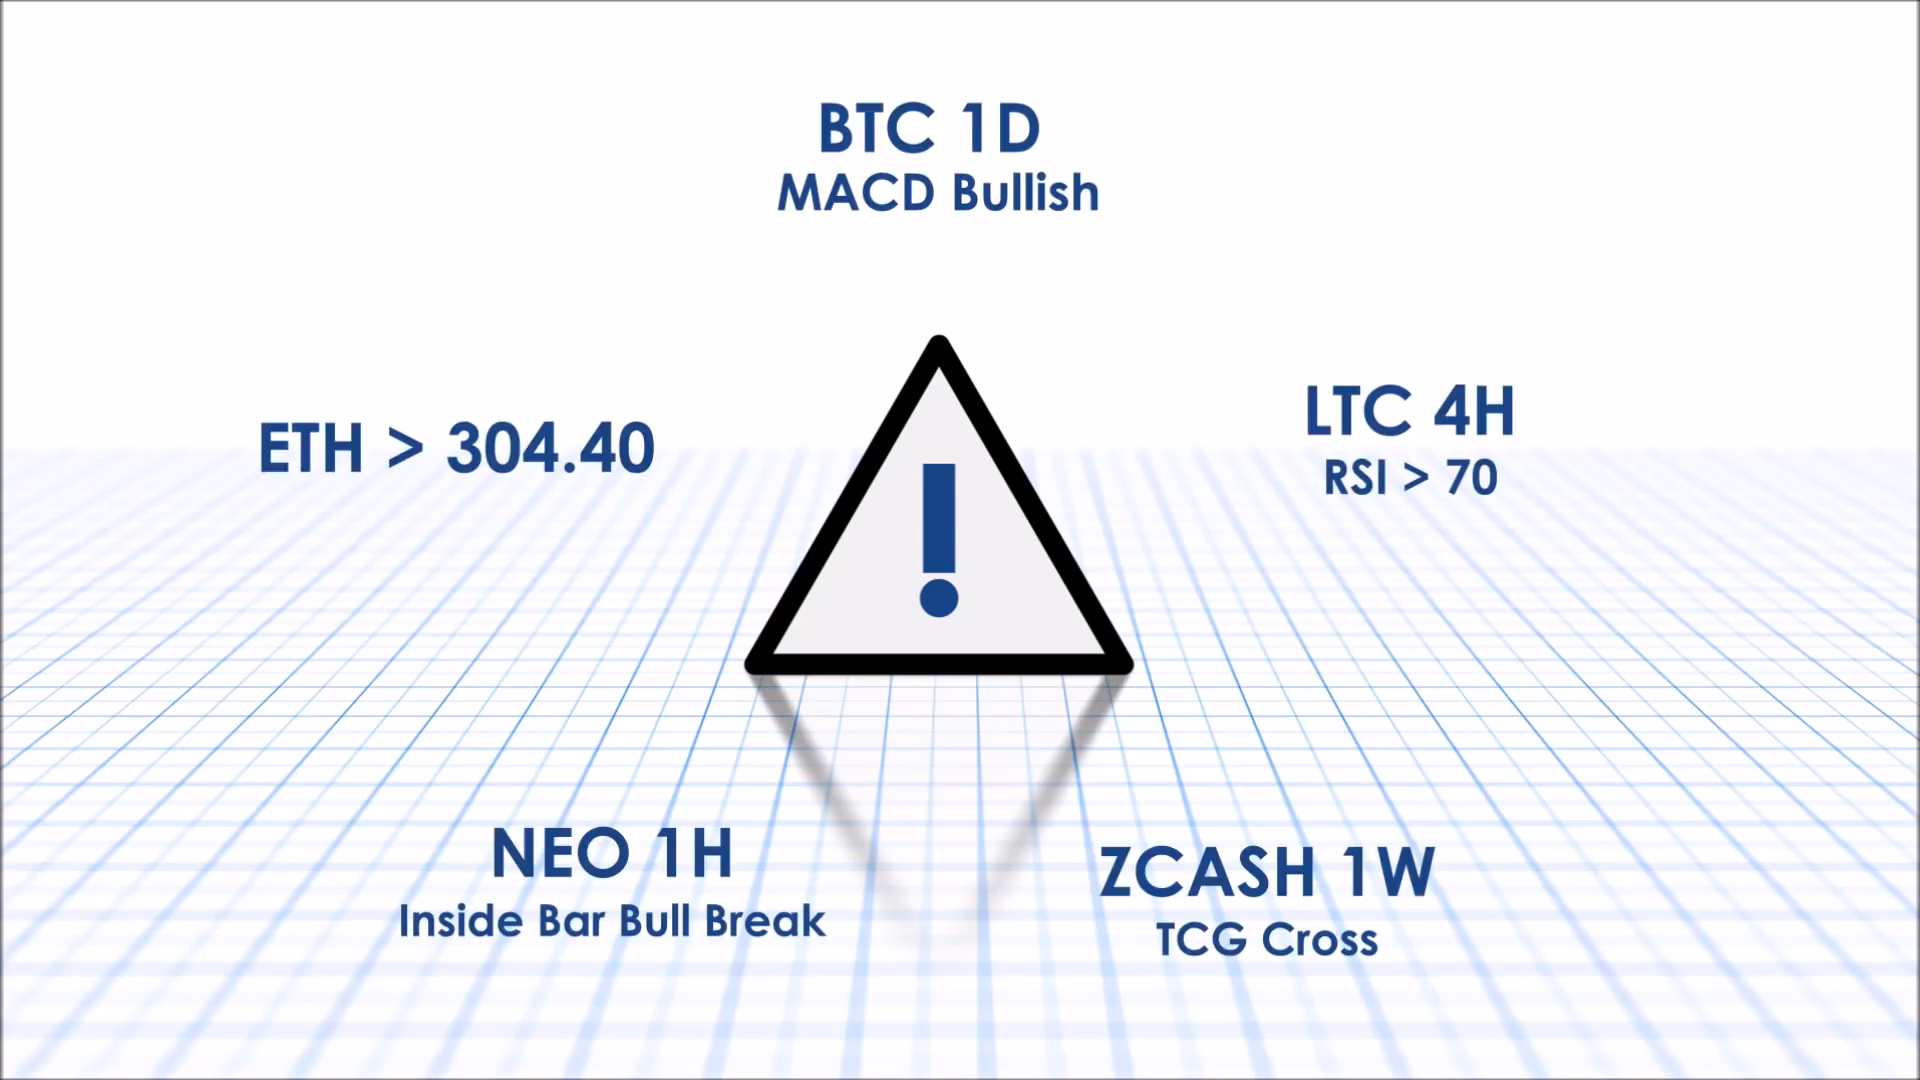 BTC 1D
MACD Bullish
ETH > 304.40
LTC 4H
RSI > 70
!
NEO 1H
Inside Bar Bull Break
ZCASH 1W
TCG Cross